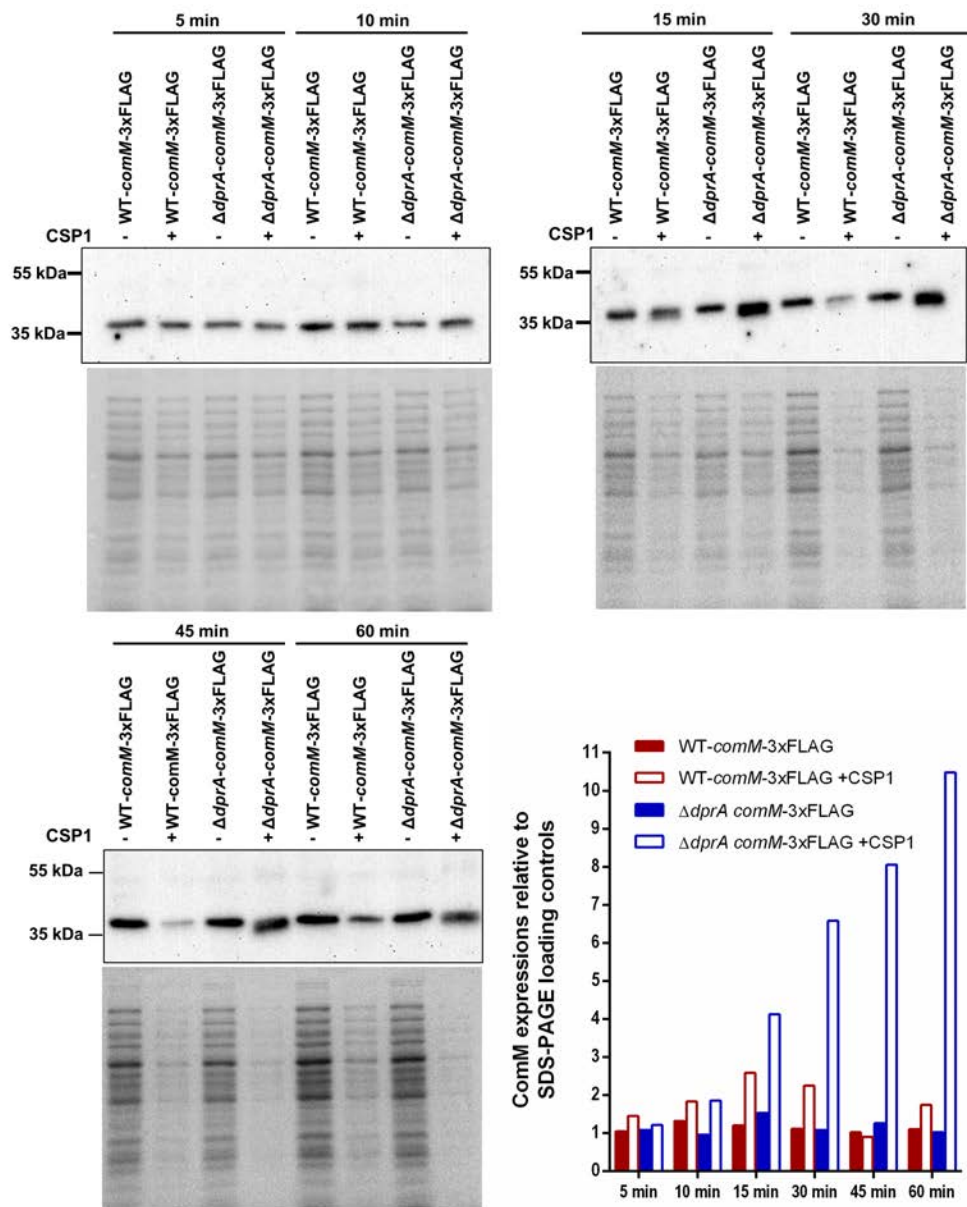 5 min 10 min
WT-comM-3xFLAG
WT-comM-3xFLAG
ΔdprA-comM-3xFLAG
ΔdprA-comM-3xFLAG
WT-comM-3xFLAG
WT-comM-3xFLAG
ΔdprA-comM-3xFLAG
ΔdprA-comM-3xFLAG
CSP1 - + - + - + - +
55 kDa
35 kDa
15 min 30 min
WT-comM-3xFLAG
WT-comM-3xFLAG
ΔdprA-comM-3xFLAG
ΔdprA-comM-3xFLAG
WT-comM-3xFLAG
WT-comM-3xFLAG
ΔdprA-comM-3xFLAG
ΔdprA-comM-3xFLAG
CSP1 - + - + - + - +
55 kDa
35 kDa
45 min 60 min
WT-comM-3xFLAG
WT-comM-3xFLAG
ΔdprA-comM-3xFLAG
ΔdprA-comM-3xFLAG
WT-comM-3xFLAG
WT-comM-3xFLAG
ΔdprA-comM-3xFLAG
ΔdprA-comM-3xFLAG
CSP1 - + - + - + - +
55 kDa
35 kDa
WT-comM-3xFLAG
WT-comM-3xFLAG +CSP1
ΔdprA comM-3xFLAG
ΔdprA comM-3xFLAG +CSP1
ComM expressions relative to
SDS-PAGE loading controls
11
10
9
8
7
6
5
4
3
2
1
0
5 min 10 min 15 min 30 min 45 min 60 min